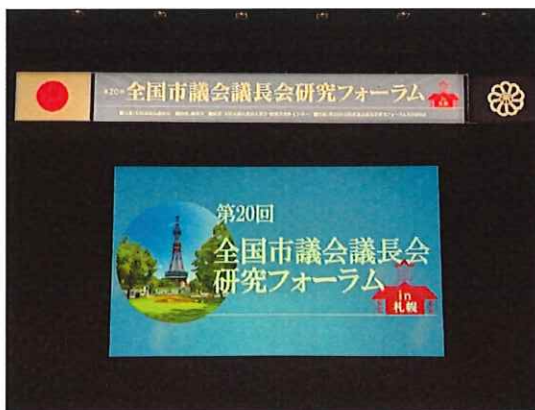 第20回 全国市議会議長会研究フォーラム
第20回
全国市議会議長会
研究フォーラム
in
札幌